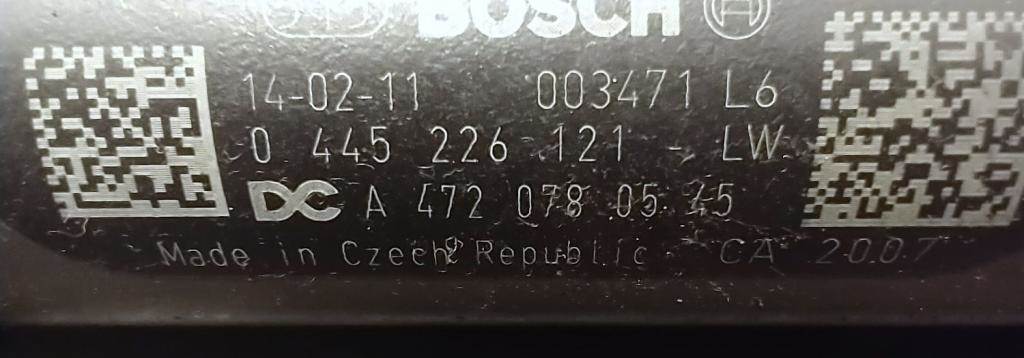 BOSCH
14-02-11 003471 L6
0 445 226 121 - LW
DC A 472 078 05 45
Made in Czech Republic CA 2007